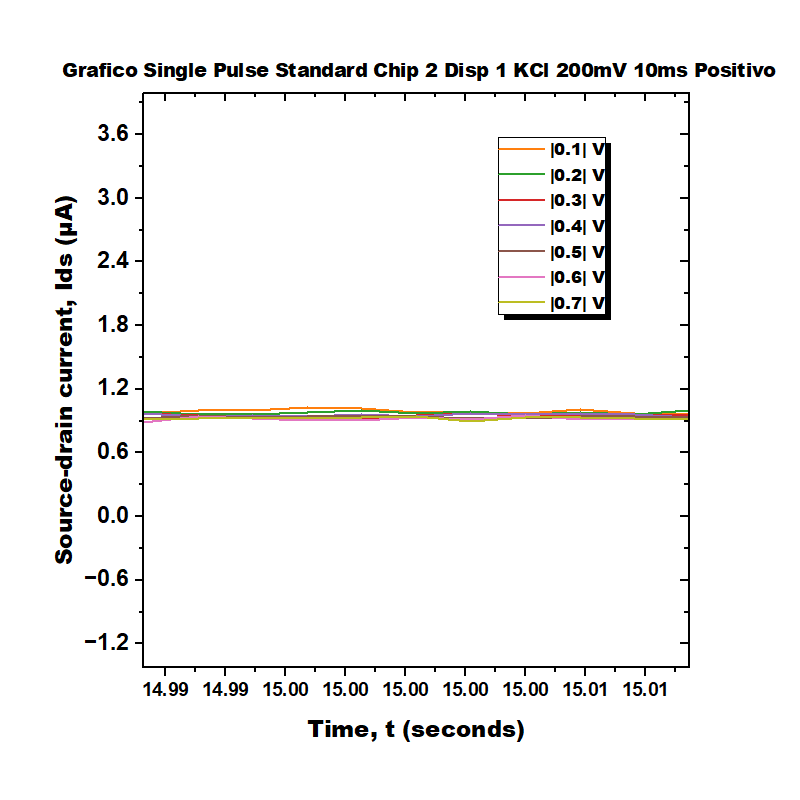 Grafico Single Pulse Standard Chip 2 Disp 1 KCl 200mV 10ms Positivo
Source-drain current, Ids (µA)
3.6
3.0
2.4
1.8
1.2
0.6
0.0
−0.6
−1.2
|0.1| V
|0.2| V
|0.3| V
|0.4| V
|0.5| V
|0.6| V
|0.7| V
14.99 14.99 15.00 15.00 15.00 15.00 15.00 15.01 15.01
Time, t (seconds)